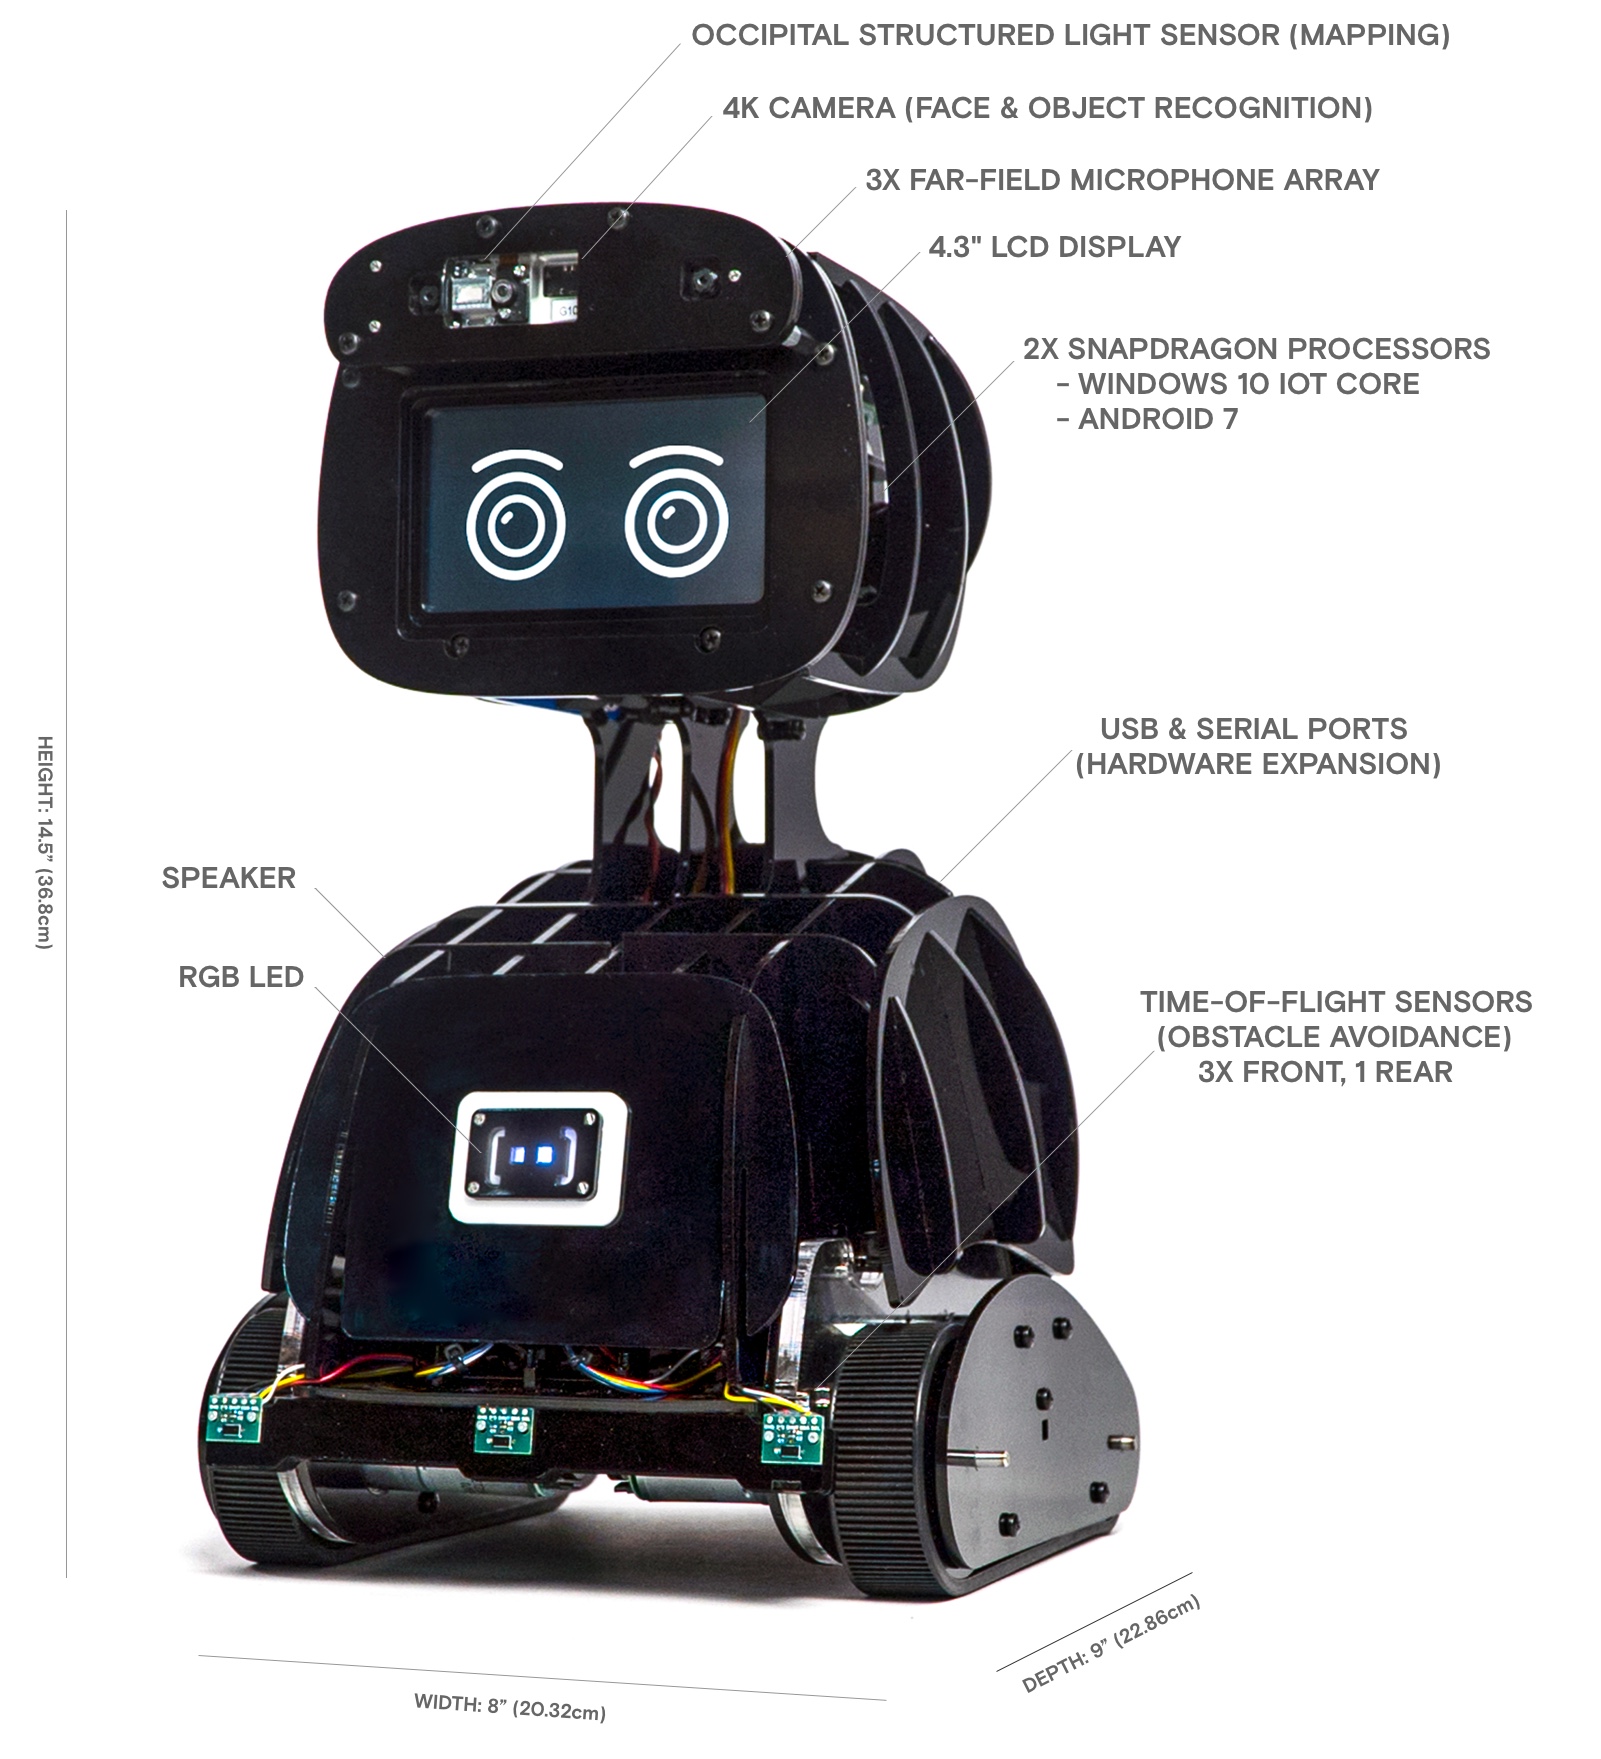 OCCIPITAL STRUCTURED LIGHT SENSOR (MAPPING)
4K CAMERA (FACE & OBJECT RECOGNITION)
3X FAR-FIELD MICROPHONE ARRAY
4.3" LCD DISPLAY
2X SNAPDRAGON PROCESSORS
- WINDOWS 10 IOT CORE
- ANDROID 7
USB & SERIAL PORTS
(HARDWARE EXPANSION)
HEIGHT: 14.5” (36.8cm)
SPEAKER
RGB LED
TIME-OF-FLIGHT SENSORS
(OBSTACLE AVOIDANCE)
3X FRONT, 1 REAR
DEPTH: 9” (22.86cm)
WIDTH: 8” (20.32cm)